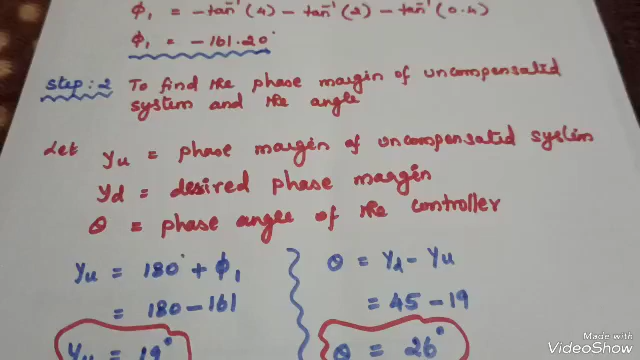 ϕ₁ = -tan⁻¹(4) - tan⁻¹(2) - tan⁻¹(0.4)
ϕ₁ = -161.20°
Step:2 To find the phase margin of uncompensated
system and the angle
Let γu = phase margin of uncompensated system
γd = desired phase margin
θ = phase angle of the controller
γu = 180° + ϕ₁
= 180 - 161
γu = 19°
θ = γd - γu
= 45 - 19
θ = 26°
Made with
VideoShow